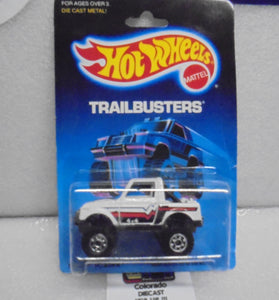 FOR AGES OVER 3
DIE CAST METAL!
Hot Wheels
MATTEL
TRAILBUSTERS
4x4
Colorado
DIECAST